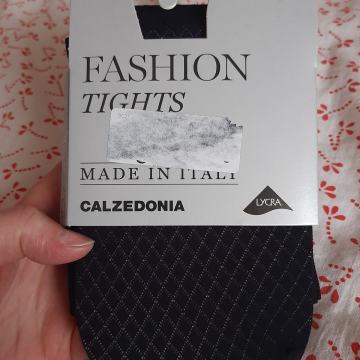 FASHION
TIGHTS
MADE IN ITALY
CALZEDONIA
LYCRA